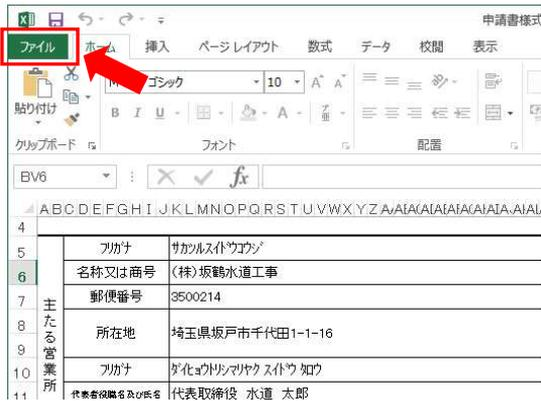 申請書様式
ファイル ホーム 挿入 ページ レイアウト 数式 データ 校閲 表示
ゴシック 10 A A
貼り付け B I U A
クリップボード フォント 配置
BV6 fx
A B C D E F G H I J K L M N O P Q R S T U V W X Y Z
4
5 フリガナ サカツルスイドウコウジ
6 名称又は商号 (株)坂鶴水道工事
7 郵便番号 3500214
8 所在地 埼玉県坂戸市千代田1-1-16
9
10 フリガナ ダイヒョウトリシマリヤク スイドウ タロウ
11 代表者役職名及び氏名 代表取締役 水道 太郎
主たる営業所